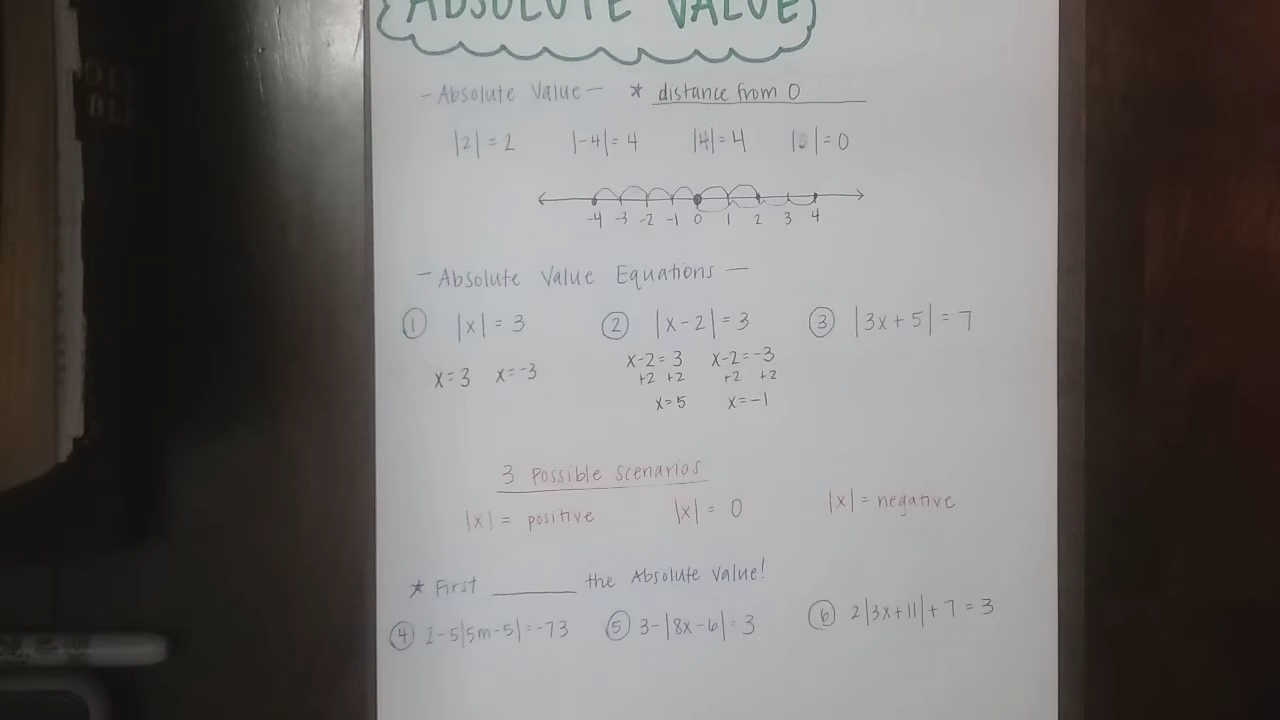 ABSOLUTE VALUE
- Absolute Value - * distance from 0
|2| = 2 |-4| = 4 |4| = 4 |0| = 0
-4 -3 -2 -1 0 1 2 3 4
- Absolute Value Equations -
① |x| = 3 ② |x-2| = 3 ③ |3x+5| = 7
x-2=3 x-2=-3
x=3 x=-3 +2 +2 +2 +2
x=5 x=-1
3 Possible Scenarios
|x| = positive |x| = 0 |x| = negative
* First ______ the Absolute Value!
④ 2-5|5m-5|=-73 ⑤ 3-|8x-6|=3 ⑥ 2|3x+11|+7=3